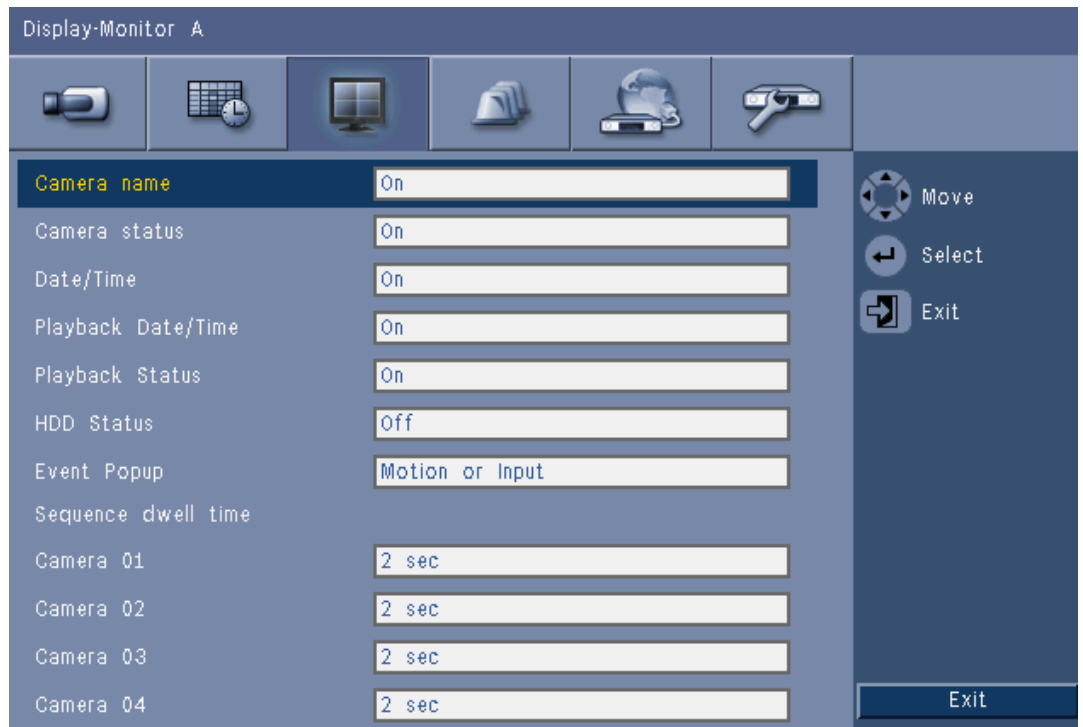 Display-Monitor A
Camera name On
Camera status On
Date/Time On
Playback Date/Time On
Playback Status On
HDD Status Off
Event Popup Motion or Input
Sequence dwell time
Camera 01 2 sec
Camera 02 2 sec
Camera 03 2 sec
Camera 04 2 sec
Move
Select
Exit
Exit